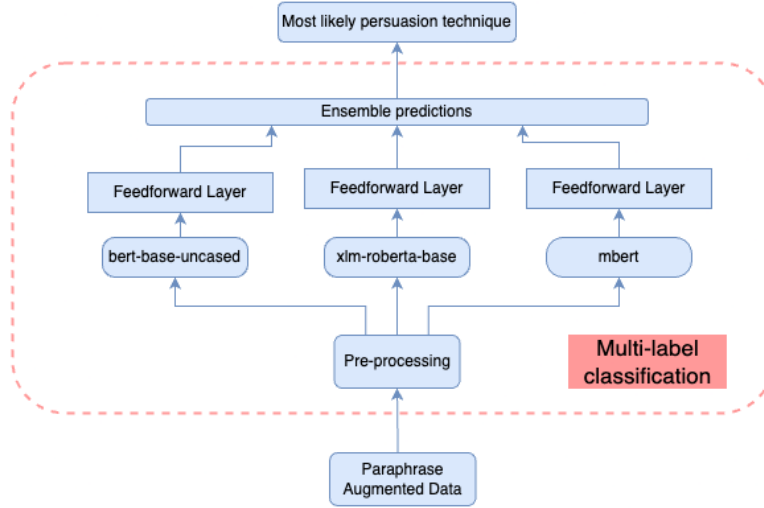 Most likely persuasion technique
Ensemble predictions
Feedforward Layer
Feedforward Layer
Feedforward Layer
bert-base-uncased
xlm-roberta-base
mbert
Pre-processing
Multi-label
classification
Paraphrase
Augmented Data